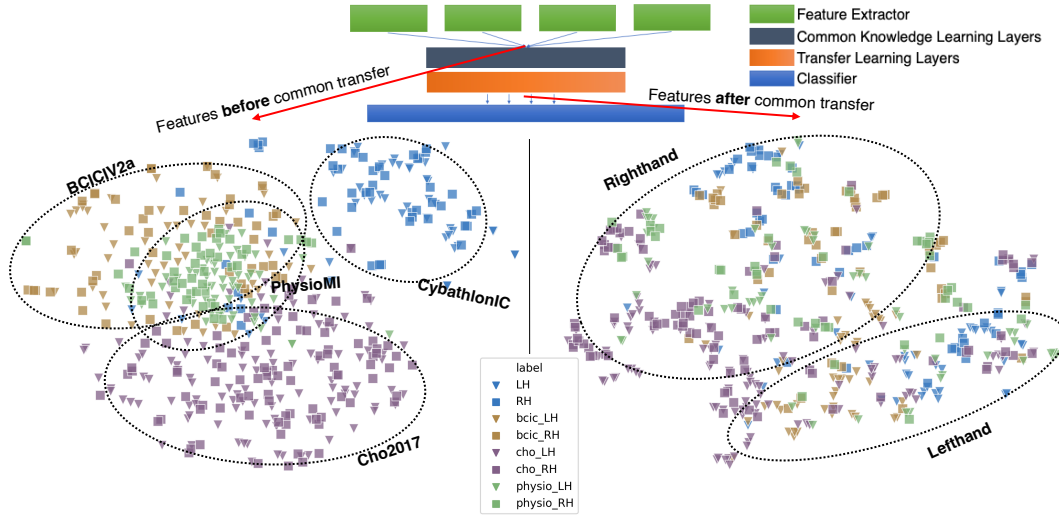 Feature Extractor
Common Knowledge Learning Layers
Transfer Learning Layers
Classifier
Features before common transfer
Features after common transfer
BCICIV2a
PhysioMI
CybathlonIC
Cho2017
Righthand
Lefthand
label
LH
RH
bcic_LH
bcic_RH
cho_LH
cho_RH
physio_LH
physio_RH